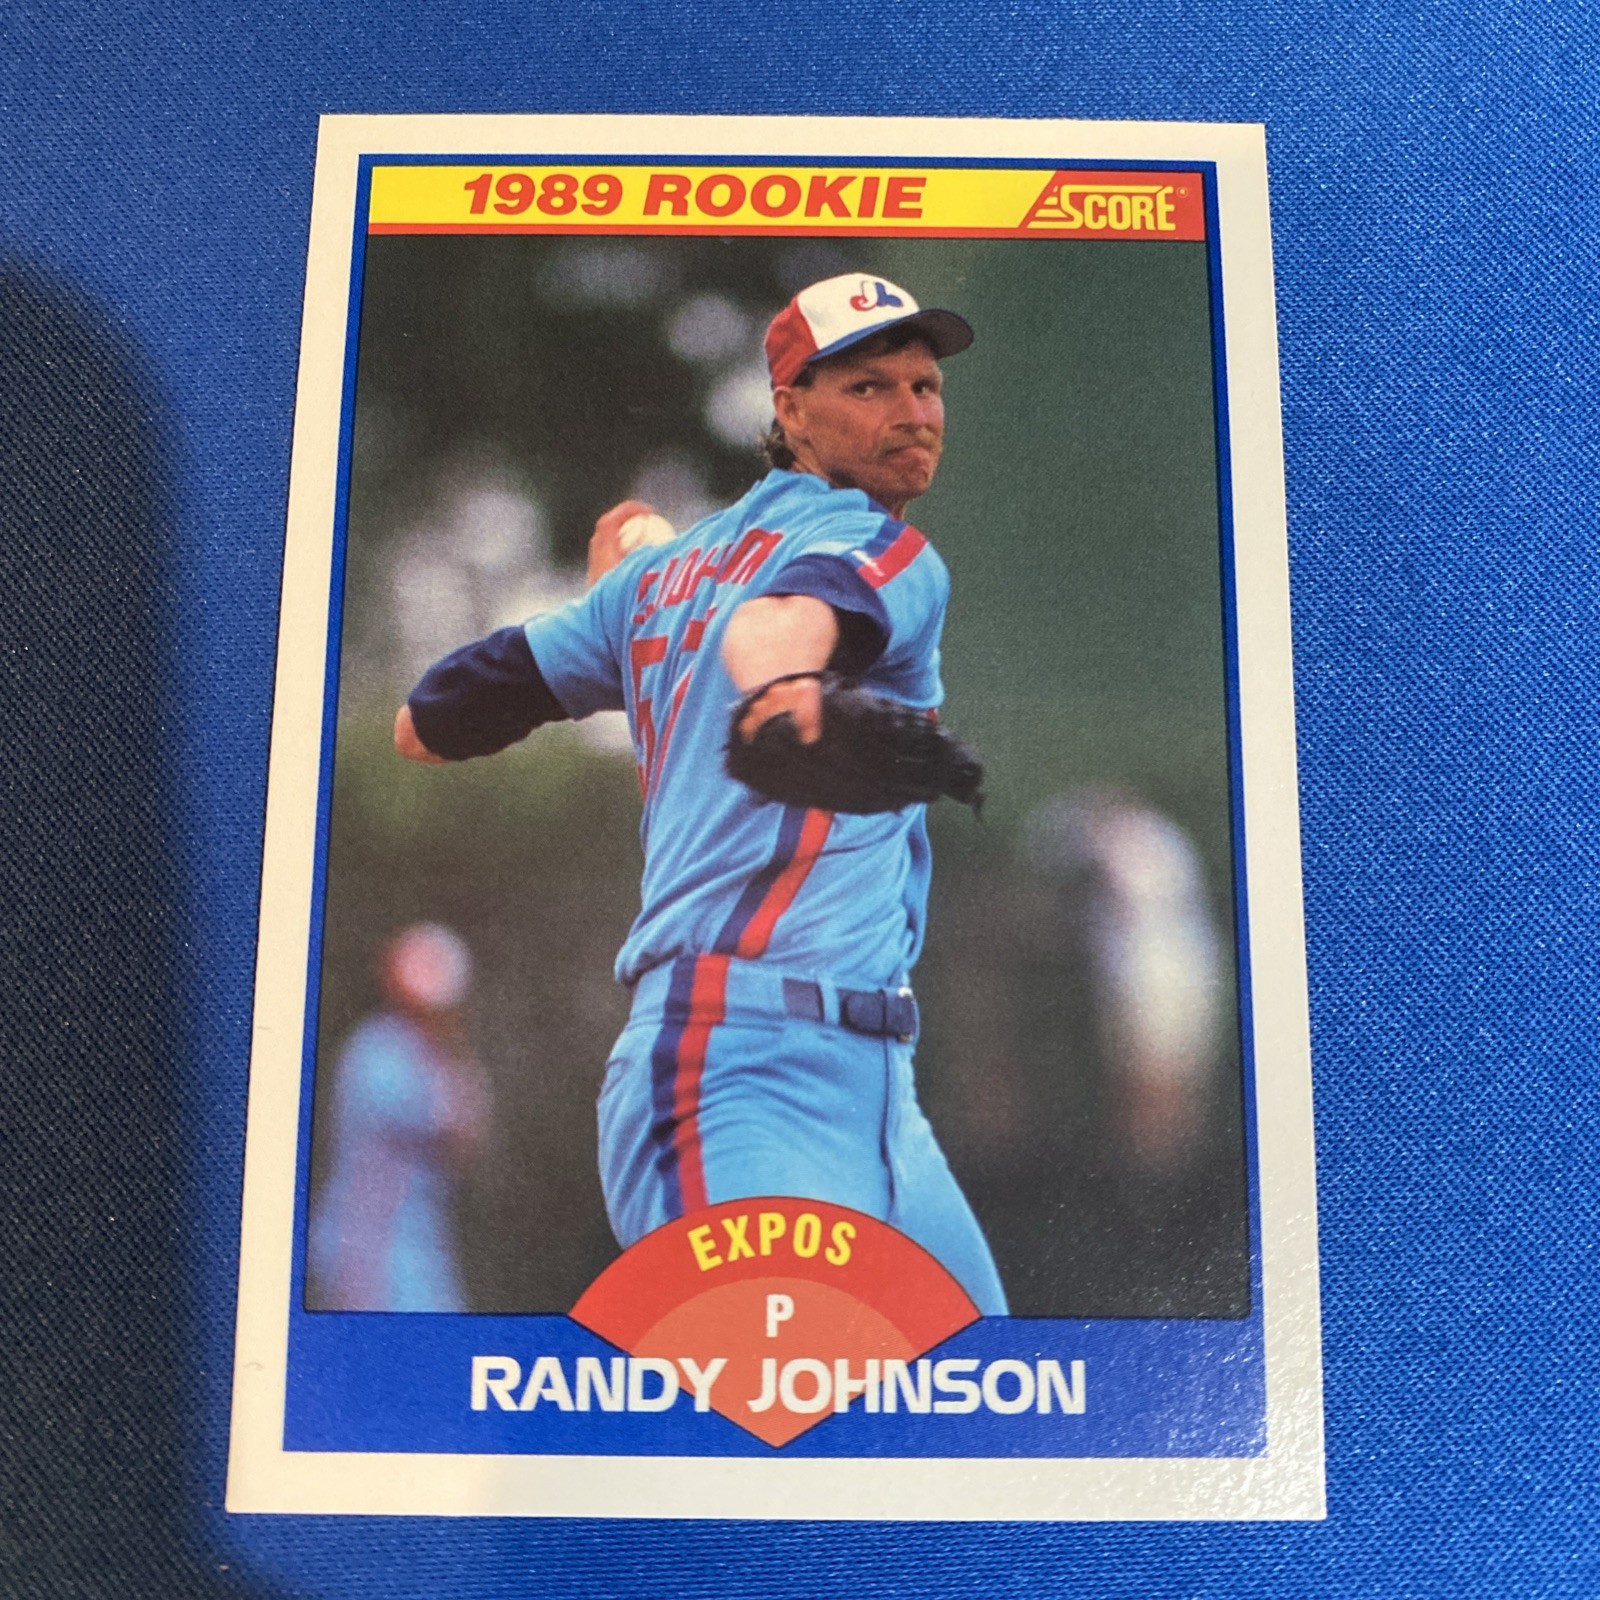 1989 ROOKIE
SCORE®
EXPOS
P
RANDY JOHNSON